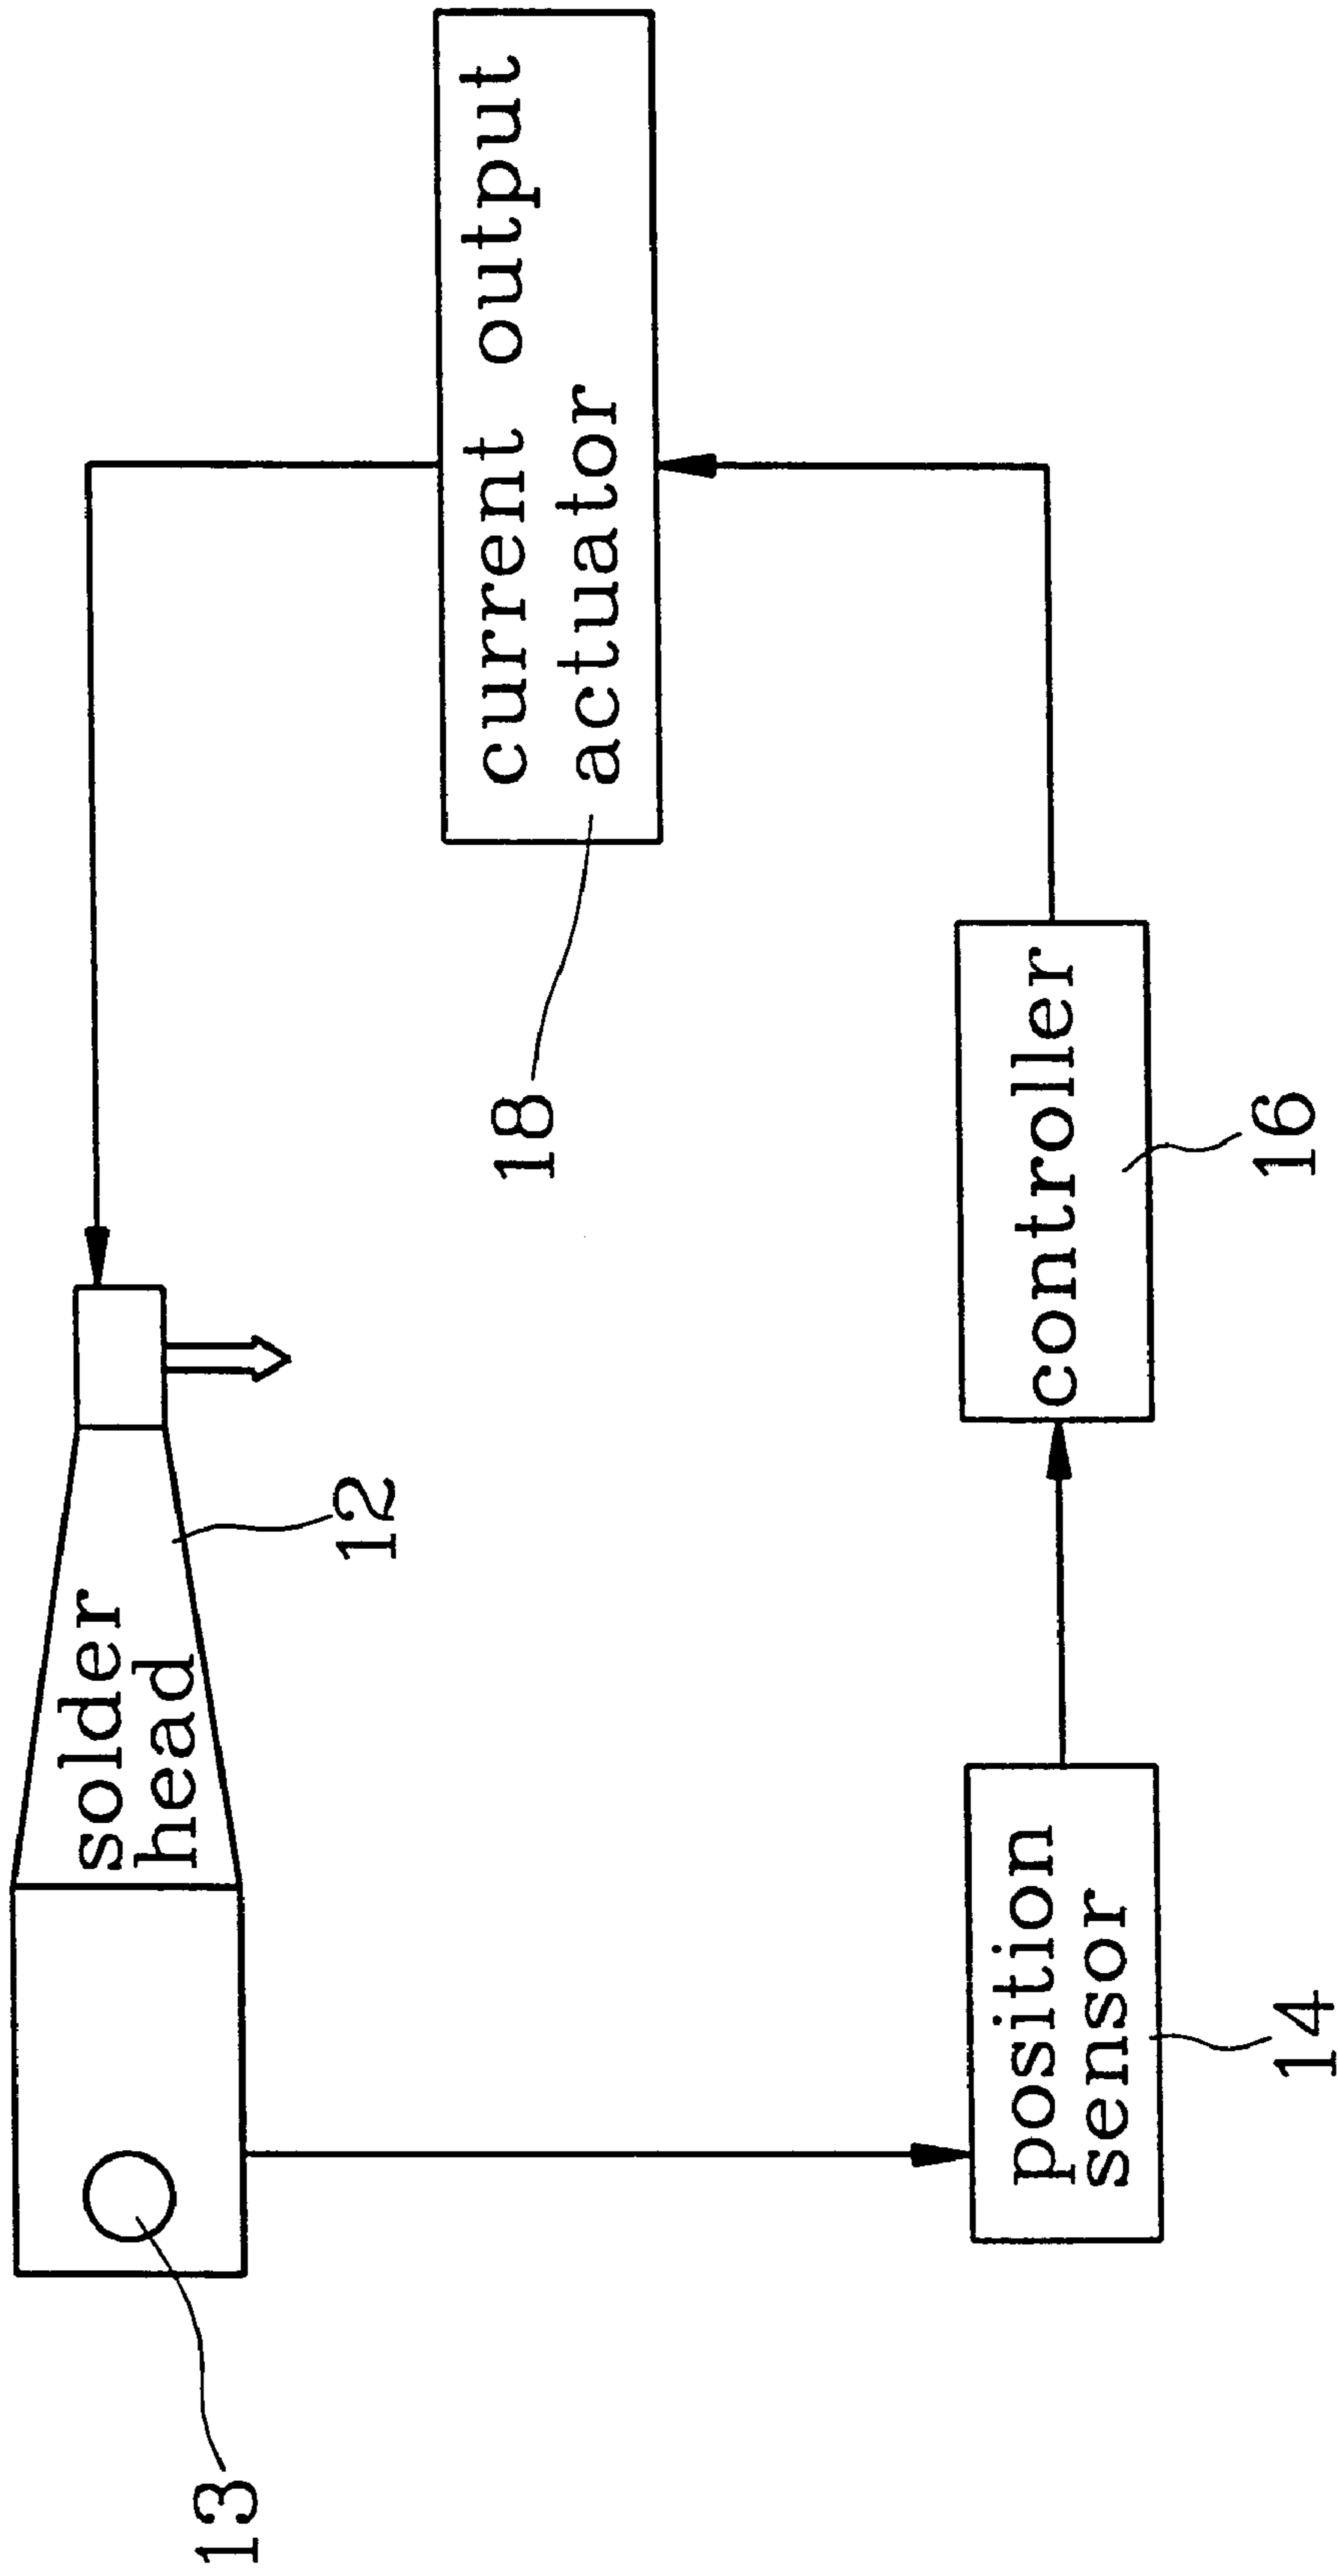 13
solder
head
12
current output
actuator
18
position
sensor
14
controller
16